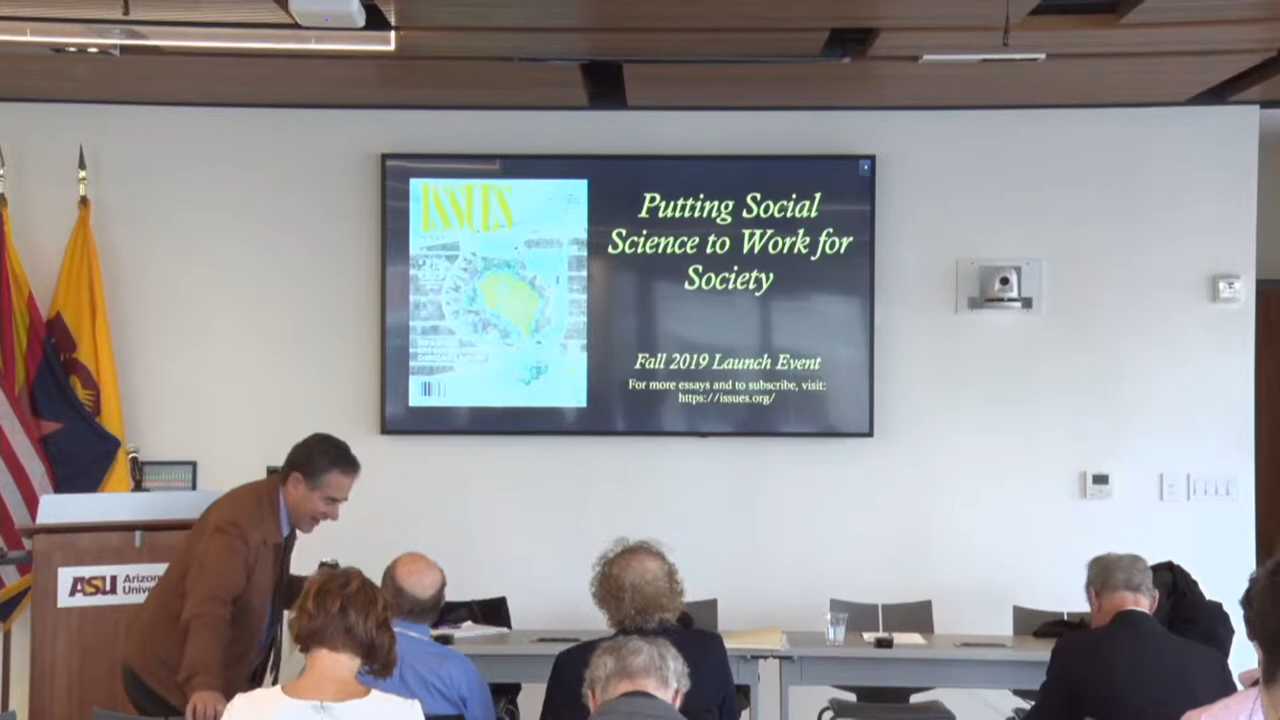 ISSUES
Putting Social
Science to Work for
Society
Fall 2019 Launch Event
For more essays and to subscribe, visit:
https://issues.org/
ASU